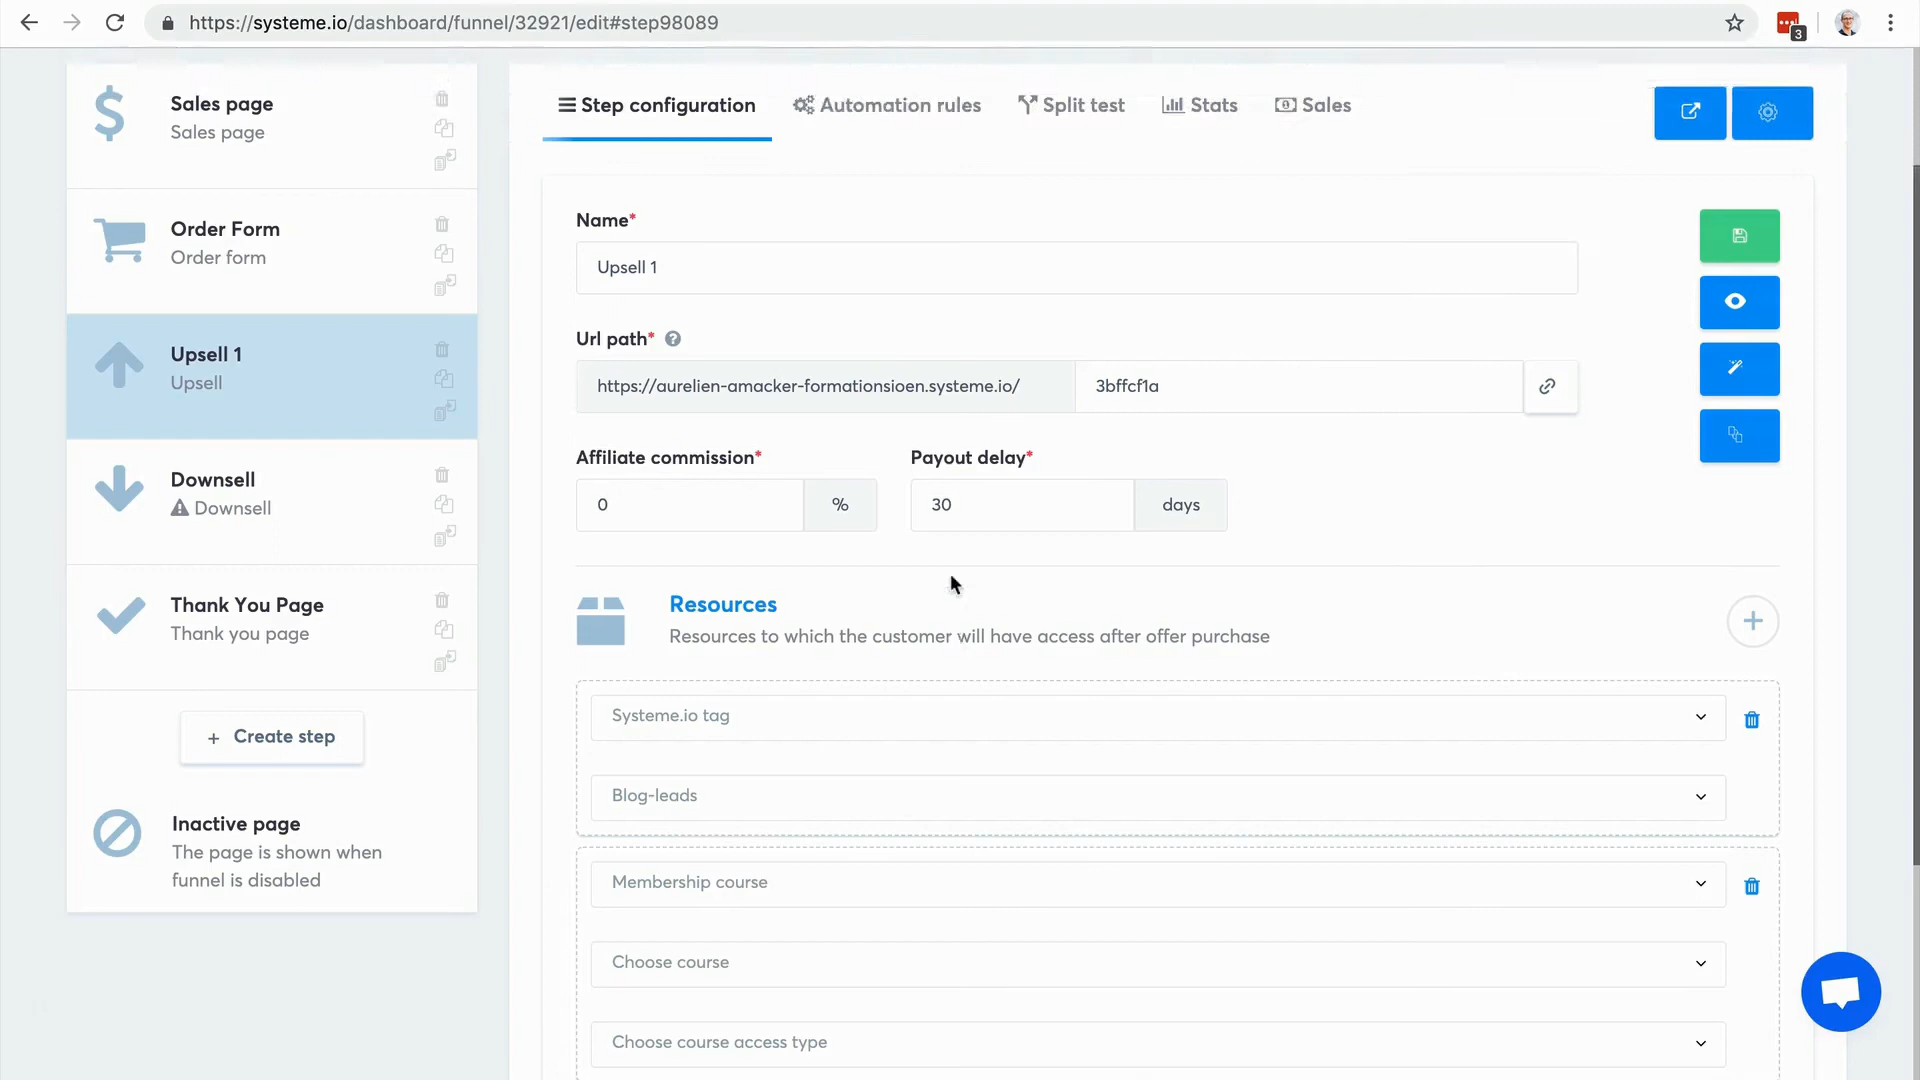 https://systeme.io/dashboard/funnel/32921/edit#step98089
3
Sales page
Sales page
Order Form
Order form
Upsell 1
Upsell
Downsell
Downsell
Thank You Page
Thank you page
+ Create step
Inactive page
The page is shown when
funnel is disabled
Step configuration
Automation rules
Split test
Stats
Sales
Name*
Upsell 1
Url path*
https://aurelien-amacker-formationsioen.systeme.io/ 3bffcf1a
Affiliate commission* Payout delay*
0 % 30 days
Resources
Resources to which the customer will have access after offer purchase
Systeme.io tag
Blog-leads
Membership course
Choose course
Choose course access type